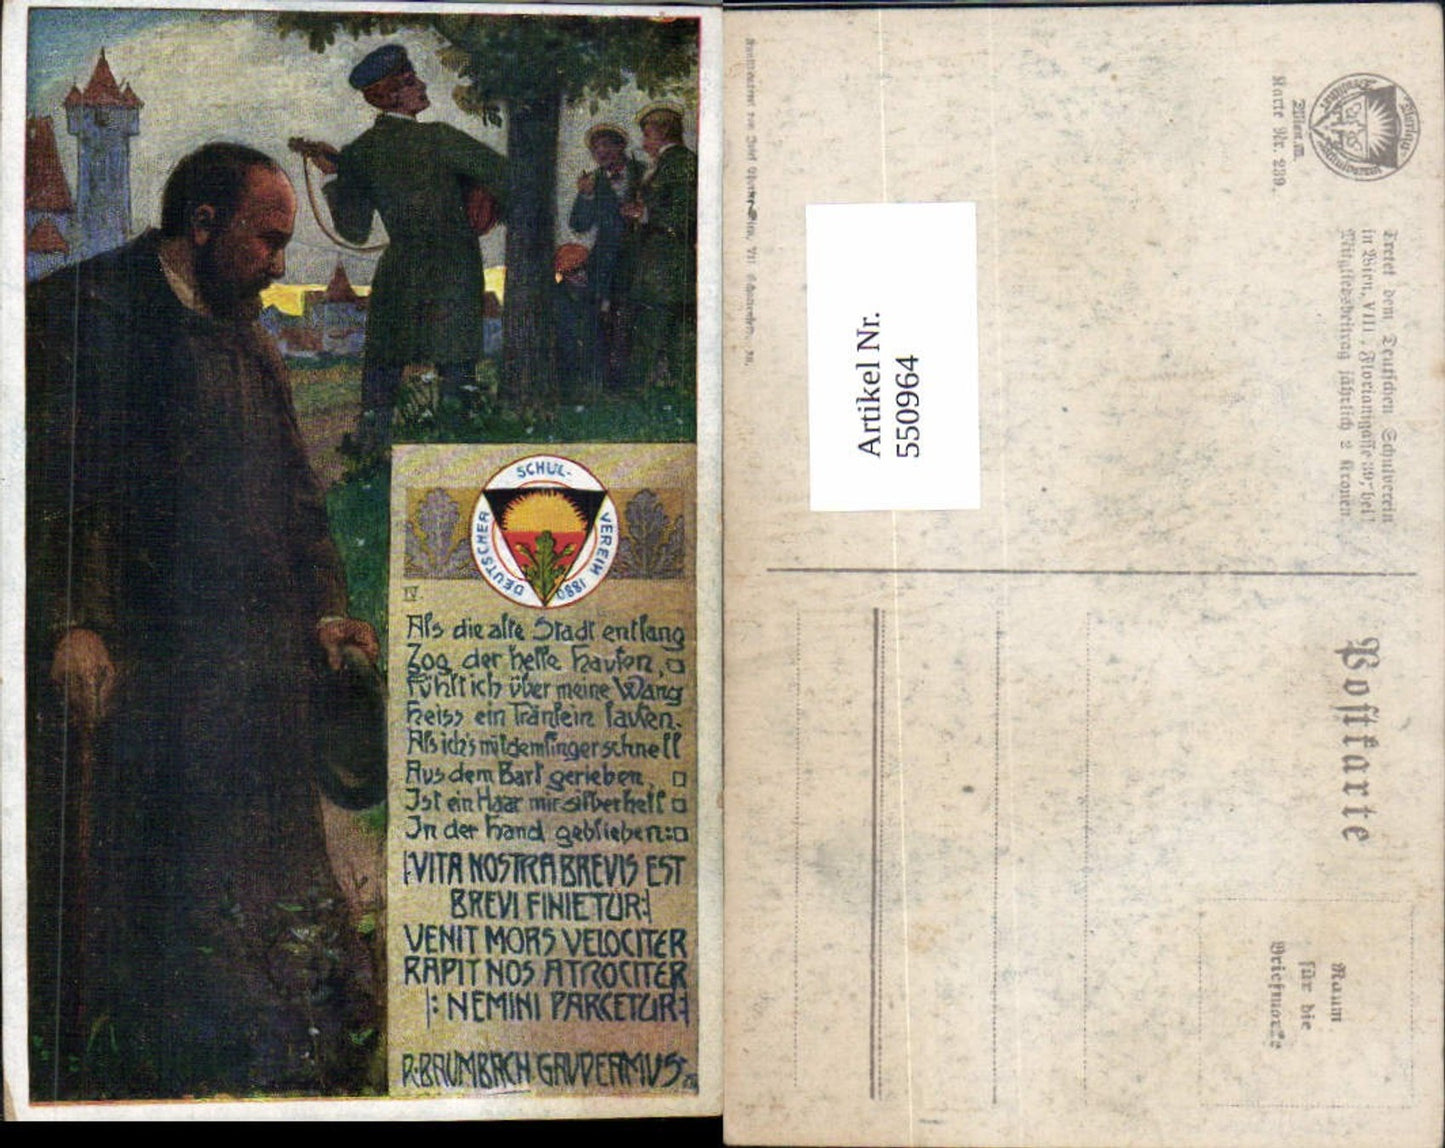 DEUTSCHER SCHUL-VEREIN 1880
IV.
Als die alte Stadt entlang
Zog der helle Haufen,
Fühlt ich über meine Wang
Heiss ein Tränlein laufen.
Als ich's mit dem Finger schnell
Aus dem Bart gerieben,
Ist ein Haar mir silberhell
In der Hand geblieben:
|:VITA NOSTRA BREVIS EST
BREVI FINIETUR:|
VENIT MORS VELOCITER
RAPIT NOS ATROCITER
|: NEMINI PARCETUR:|
R. BAUMBACH "GAUDEAMUS"
Karte Nr. 239.
Tretet dem Deutschen Schulverein
in Wien, VIII, Florianigasse 39, bei!
Mitgliedsbeitrag jährlich 2 Kronen.
Artikel Nr.
550964
Postkarte
Raum
für die
Briefmarke